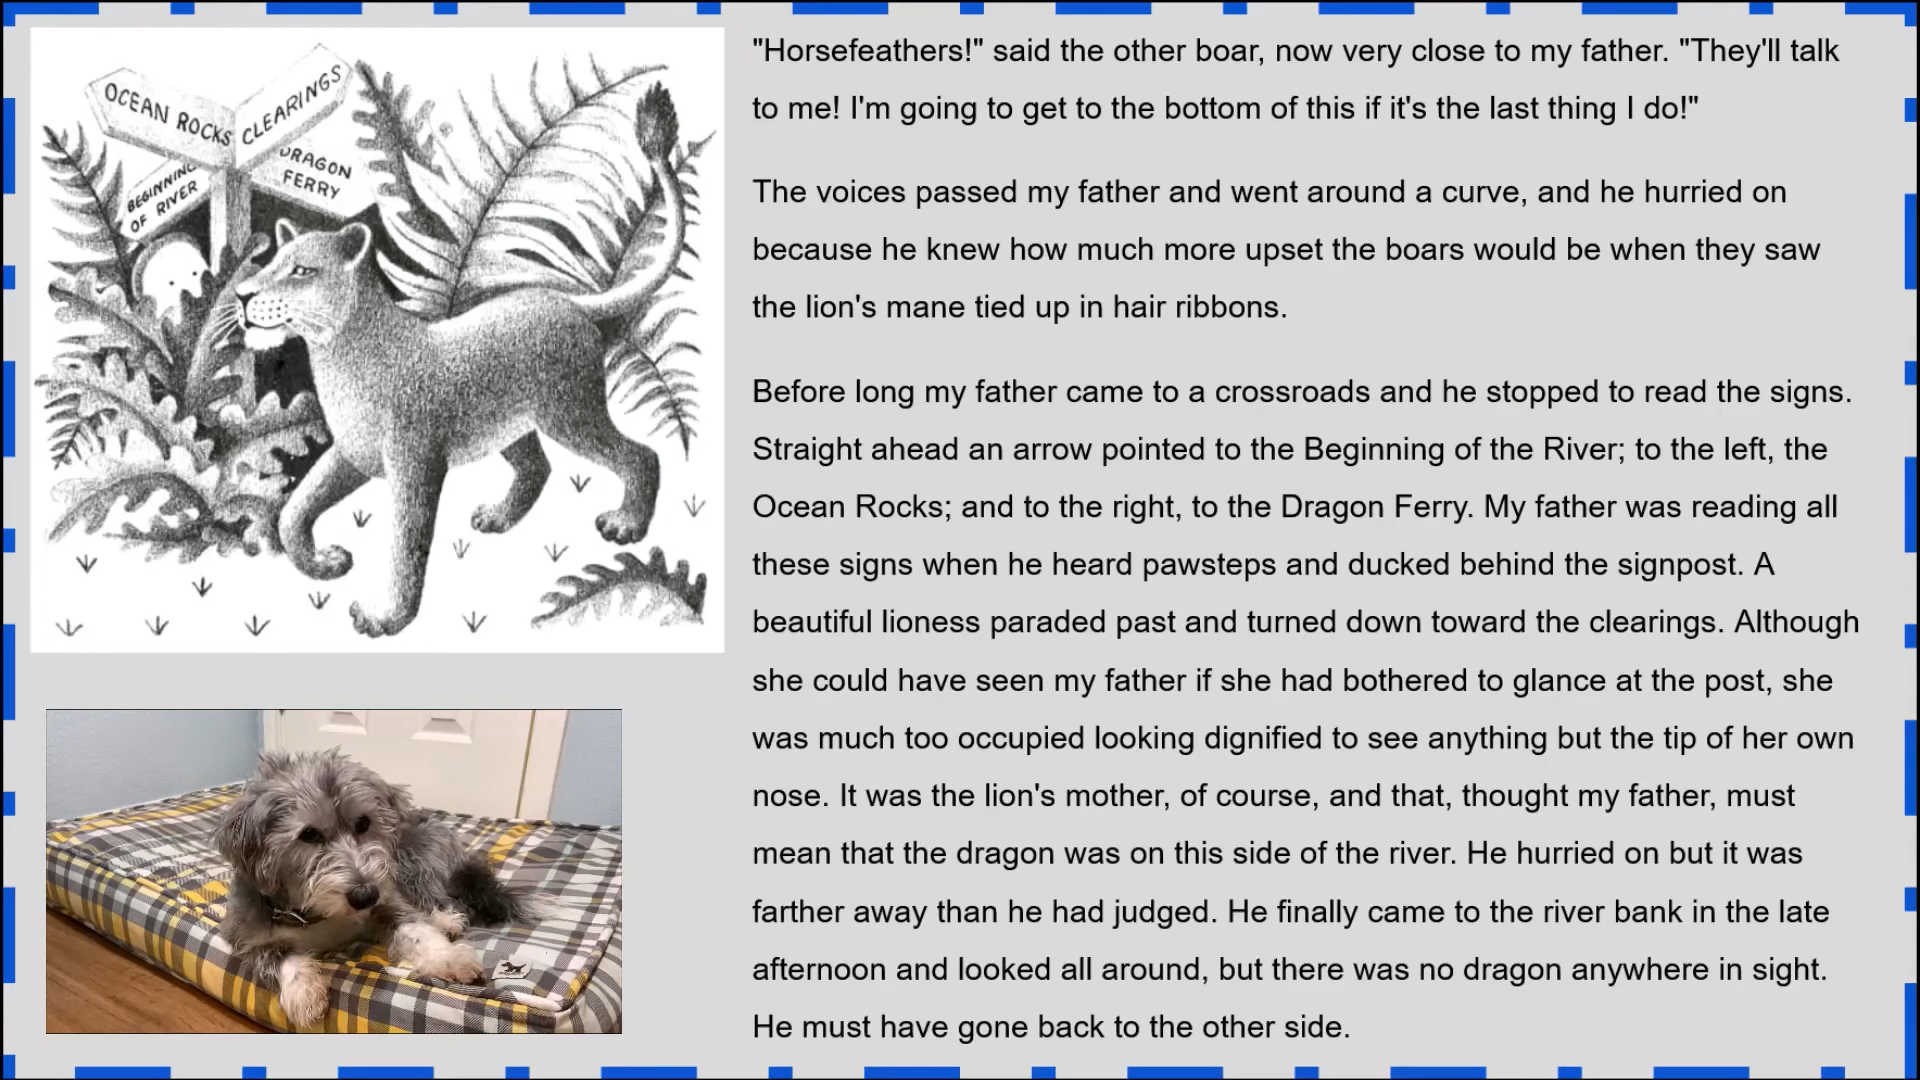 OCEAN ROCKS
CLEARINGS
BEGINNING
OF RIVER
DRAGON
FERRY
"Horsefeathers!" said the other boar, now very close to my father. "They'll talk
to me! I'm going to get to the bottom of this if it's the last thing I do!"
The voices passed my father and went around a curve, and he hurried on
because he knew how much more upset the boars would be when they saw
the lion's mane tied up in hair ribbons.
Before long my father came to a crossroads and he stopped to read the signs.
Straight ahead an arrow pointed to the Beginning of the River; to the left, the
Ocean Rocks; and to the right, to the Dragon Ferry. My father was reading all
these signs when he heard pawsteps and ducked behind the signpost. A
beautiful lioness paraded past and turned down toward the clearings. Although
she could have seen my father if she had bothered to glance at the post, she
was much too occupied looking dignified to see anything but the tip of her own
nose. It was the lion's mother, of course, and that, thought my father, must
mean that the dragon was on this side of the river. He hurried on but it was
farther away than he had judged. He finally came to the river bank in the late
afternoon and looked all around, but there was no dragon anywhere in sight.
He must have gone back to the other side.